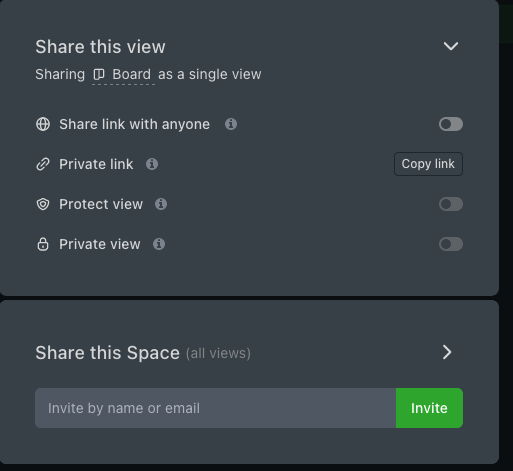 Share this view
Sharing Board as a single view
Share link with anyone
Private link Copy link
Protect view
Private view
Share this Space (all views)
Invite by name or email Invite